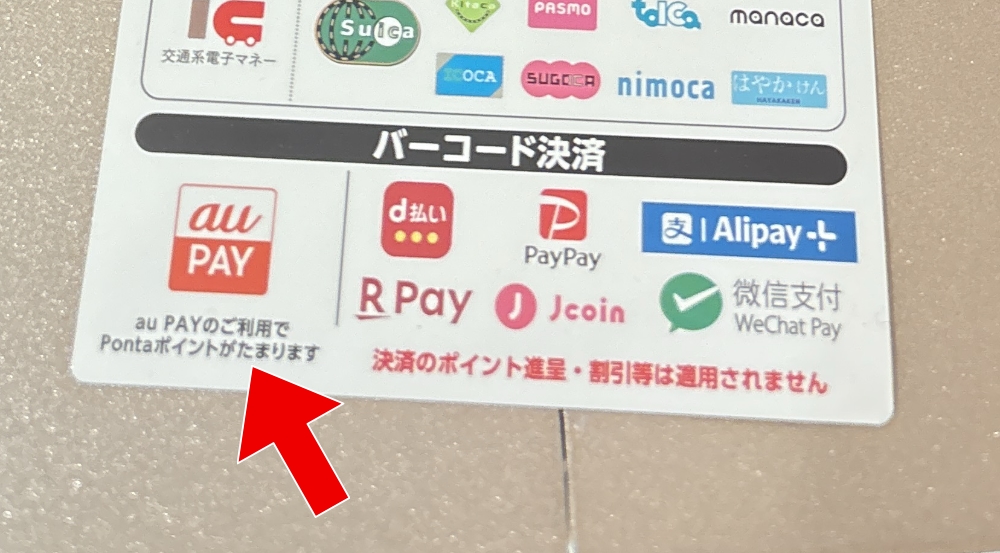 交通系電子マネー
Suica
Kitaca
PASMO
toICa
manaca
ICOCA
SUGOCA
nimoca
はやかけん
HAYAKAKEN
バーコード決済
au
PAY
au PAYのご利用で
Pontaポイントがたまります
d払い
PayPay
支 Alipay+
R Pay
J Jcoin
微信支付
WeChat Pay
決済のポイント進呈・割引等は適用されません